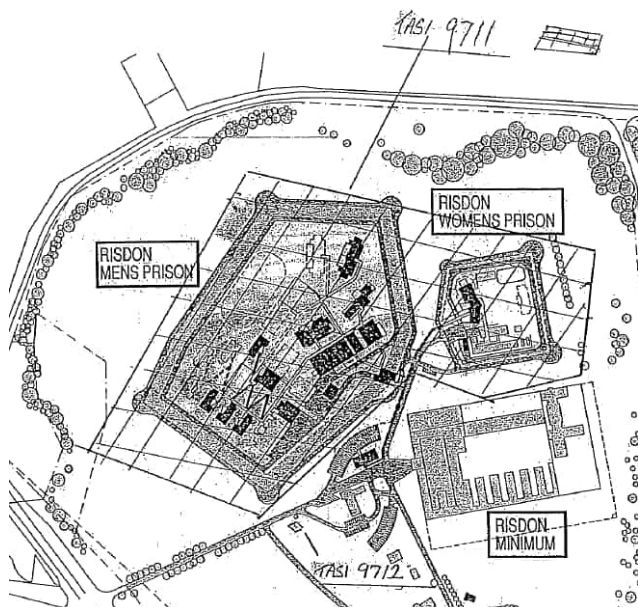 TASI 9711
RISDON
WOMENS PRISON
RISDON
MENS PRISON
RISDON
MINIMUM
TASI 9712